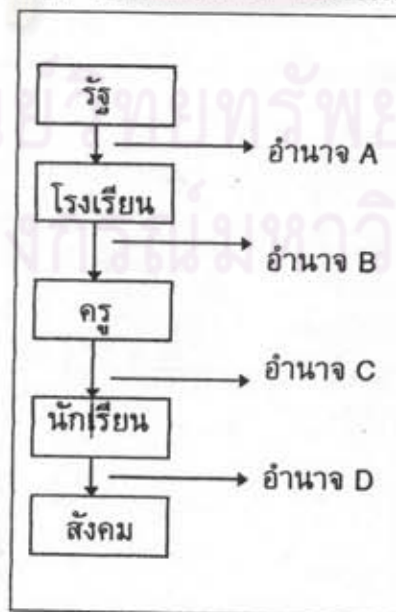 รัฐ
อำนาจ A
โรงเรียน
อำนาจ B
ครู
อำนาจ C
นักเรียน
อำนาจ D
สังคม